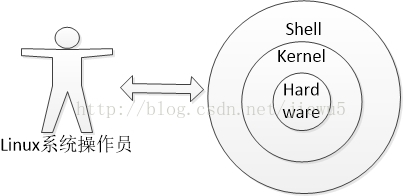 Shell
Kernel
Hard
ware
Linux系统操作员